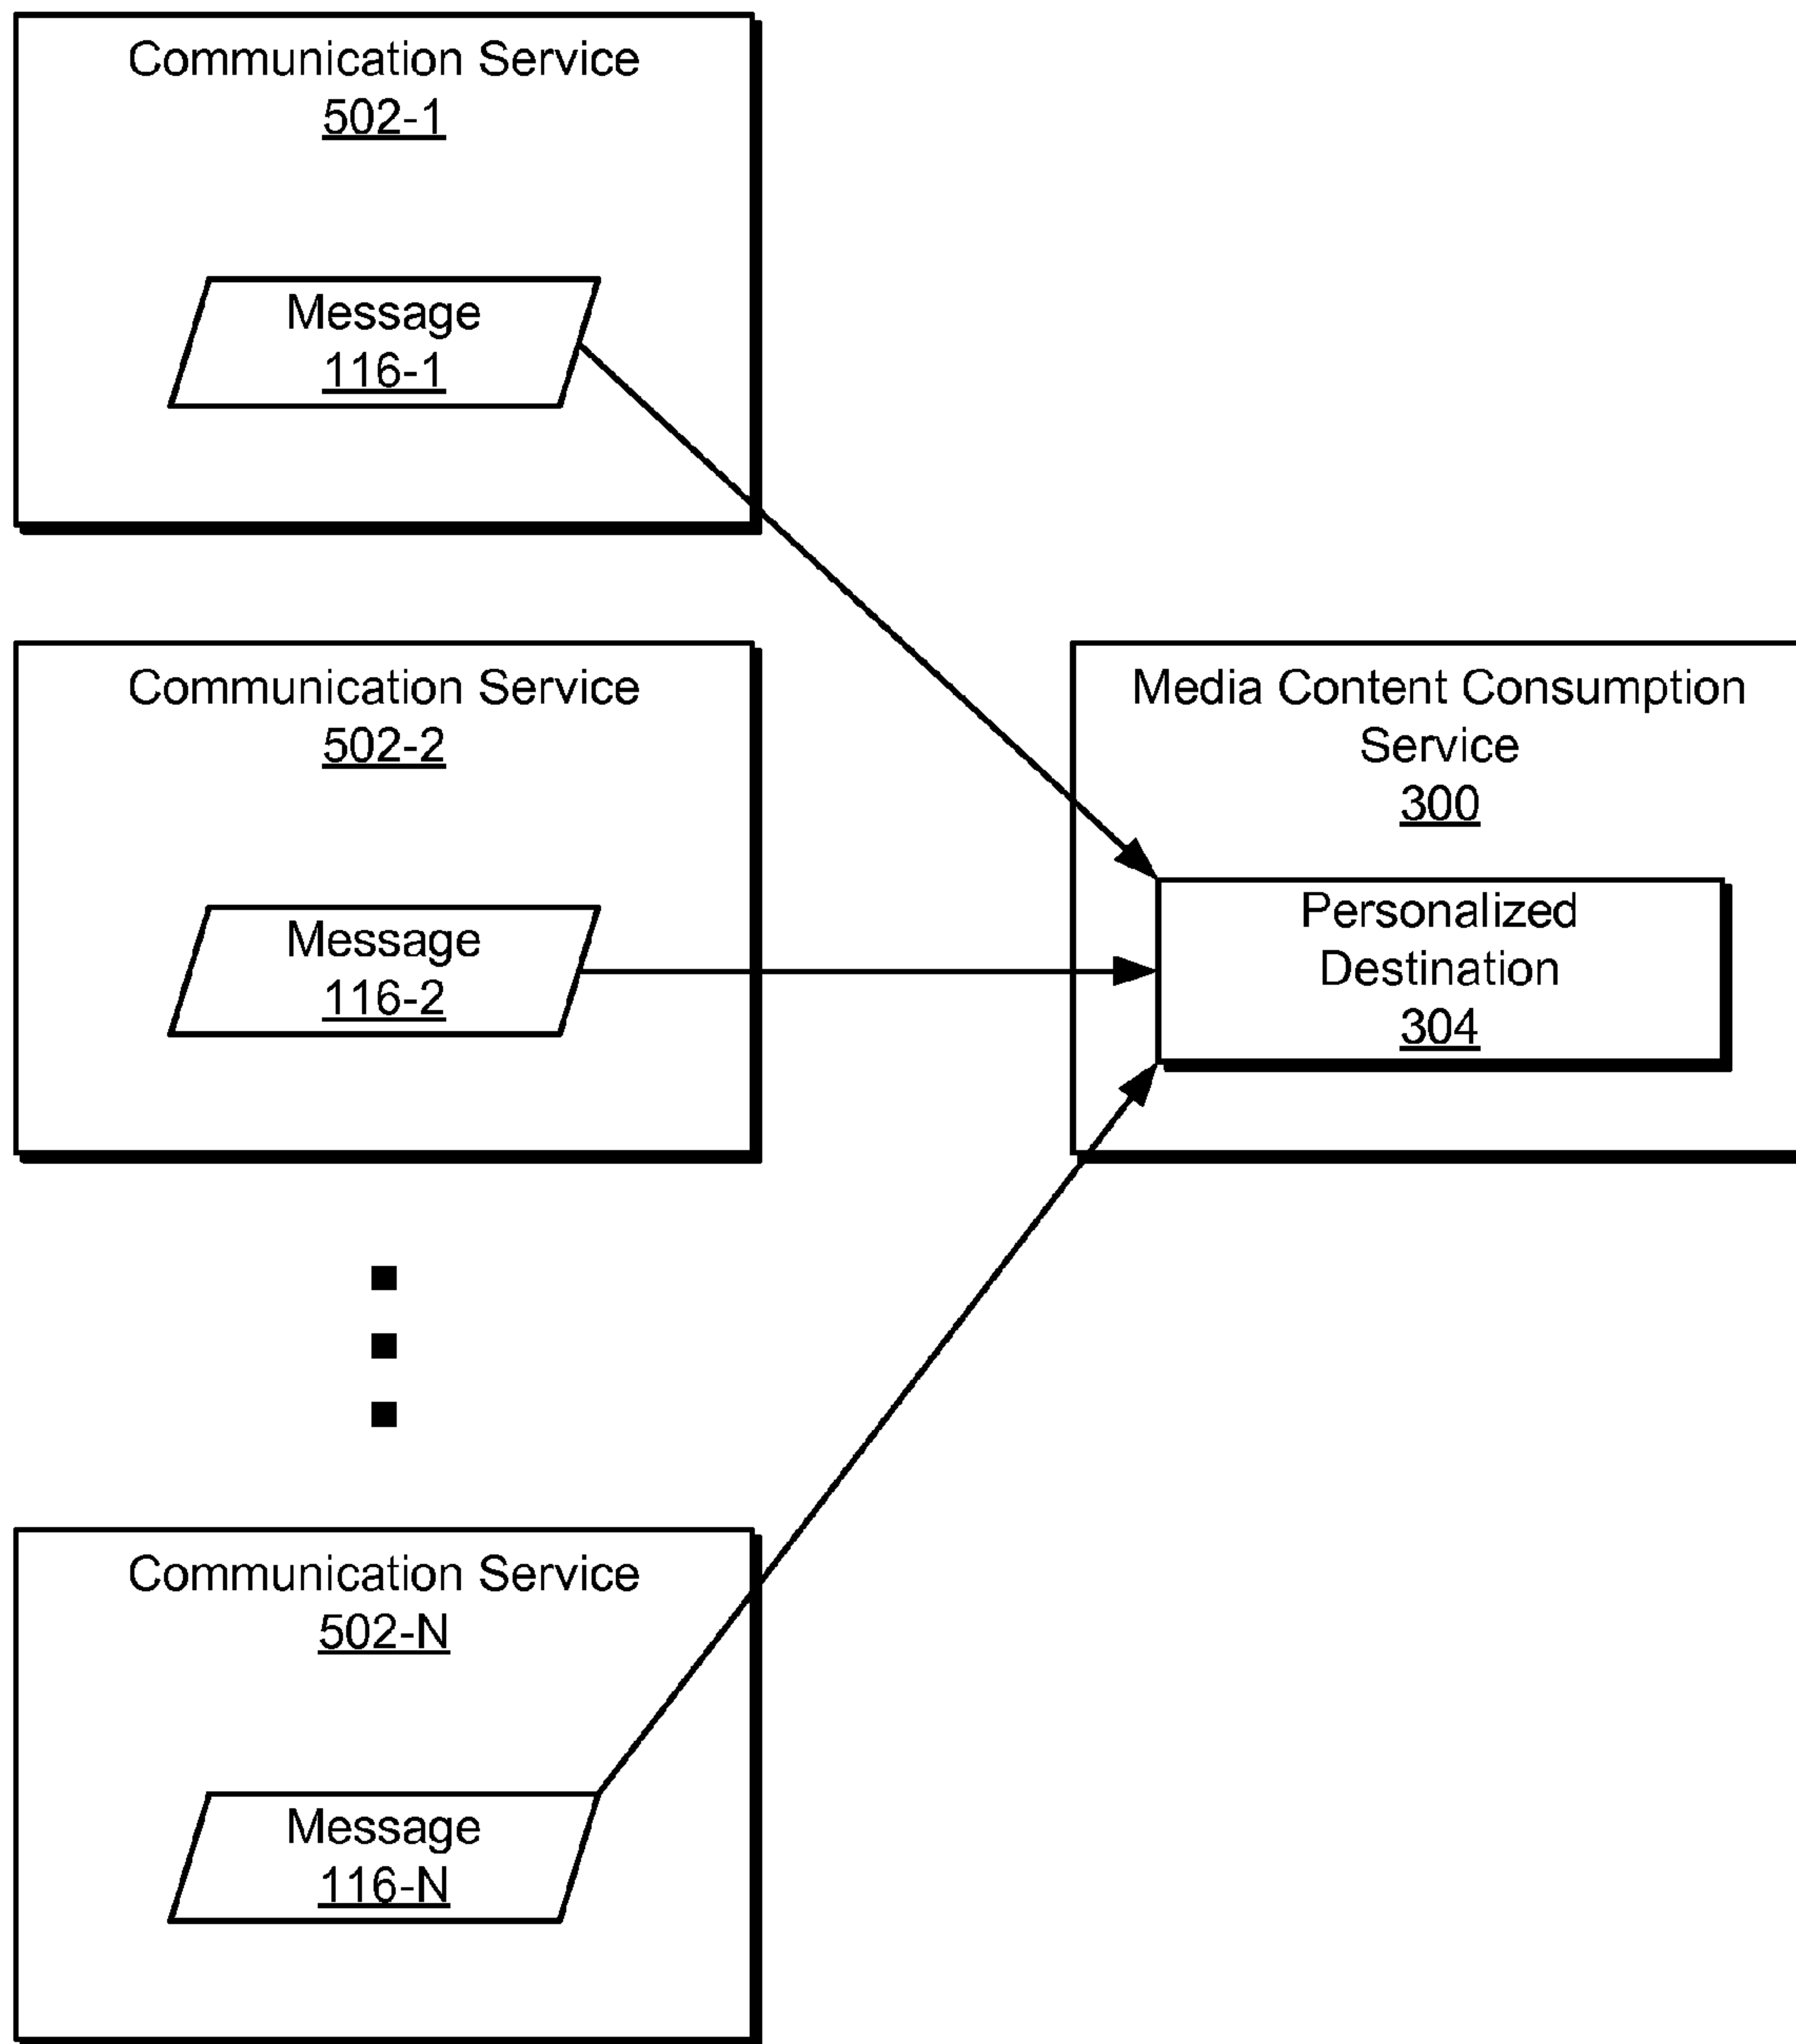 Communication Service
502-1
Message
116-1
Communication Service
502-2
Message
116-2
Media Content Consumption
Service
300
Personalized
Destination
304
Communication Service
502-N
Message
116-N